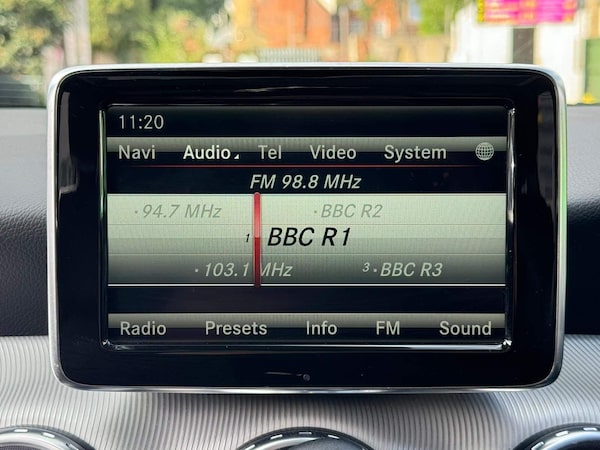 11:20
Navi Audio Tel Video System
FM 98.8 MHz
94.7 MHz BBC R2
1 BBC R1
103.1 MHz 3 BBC R3
Radio Presets Info FM Sound